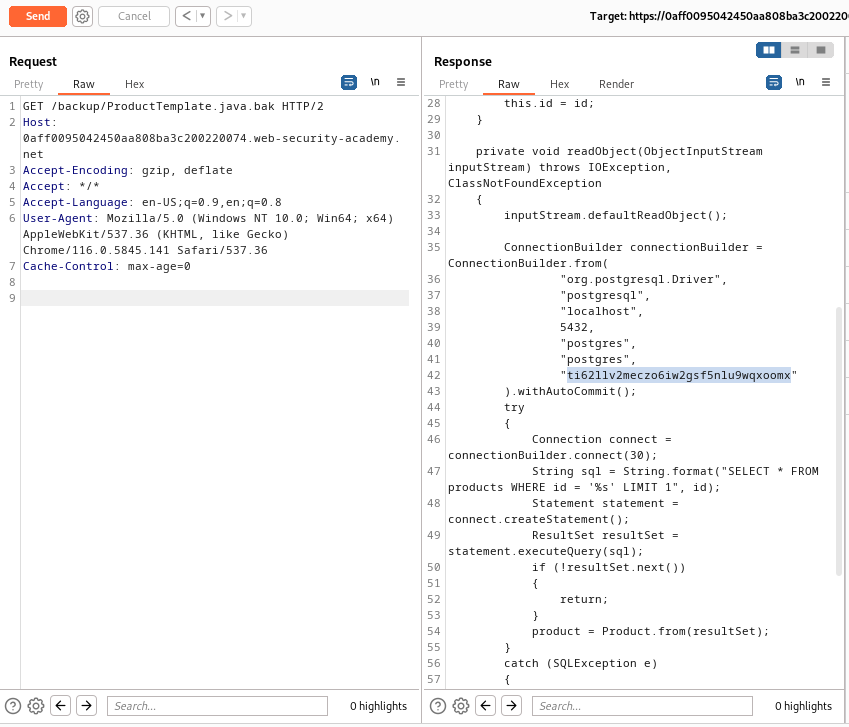 Send Cancel < >
Target: https://0aff0095042450aa808ba3c20022
Request
Pretty Raw Hex \n
1 GET /backup/ProductTemplate.java.bak HTTP/2
2 Host:
0aff0095042450aa808ba3c200220074.web-security-academy.
net
3 Accept-Encoding: gzip, deflate
4 Accept: */*
5 Accept-Language: en-US;q=0.9,en;q=0.8
6 User-Agent: Mozilla/5.0 (Windows NT 10.0; Win64; x64)
AppleWebKit/537.36 (KHTML, like Gecko)
Chrome/116.0.5845.141 Safari/537.36
7 Cache-Control: max-age=0
8
9
Search... 0 highlights
Response
Pretty Raw Hex Render \n
28 this.id = id;
29 }
30
31 private void readObject(ObjectInputStream
inputStream) throws IOException,
ClassNotFoundException
32 {
33 inputStream.defaultReadObject();
34
35 ConnectionBuilder connectionBuilder =
ConnectionBuilder.from(
36 "org.postgresql.Driver",
37 "postgresql",
38 "localhost",
39 5432,
40 "postgres",
41 "postgres",
42 "ti62llv2meczo6iw2gsf5nlu9wqxoomx"
43 ).withAutoCommit();
44 try
45 {
46 Connection connect =
connectionBuilder.connect(30);
47 String sql = String.format("SELECT * FROM
products WHERE id = '%s' LIMIT 1", id);
48 Statement statement =
connect.createStatement();
49 ResultSet resultSet =
statement.executeQuery(sql);
50 if (!resultSet.next())
51 {
52 return;
53 }
54 product = Product.from(resultSet);
55 }
56 catch (SQLException e)
57 {
Search... 0 highlights